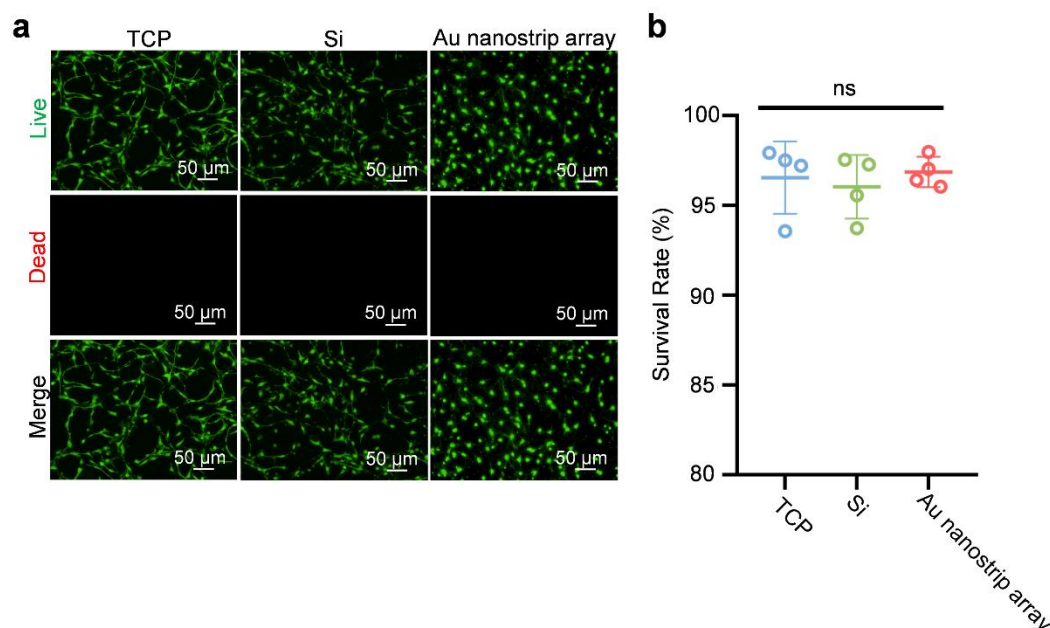 a
TCP
Si
Au nanostrip array
Live
50 µm
50 µm
50 µm
Dead
50 µm
50 µm
50 µm
Merge
50 µm
50 µm
50 µm
b
ns
Survival Rate (%)
100
95
90
85
80
TCP
Si
Au nanostrip array